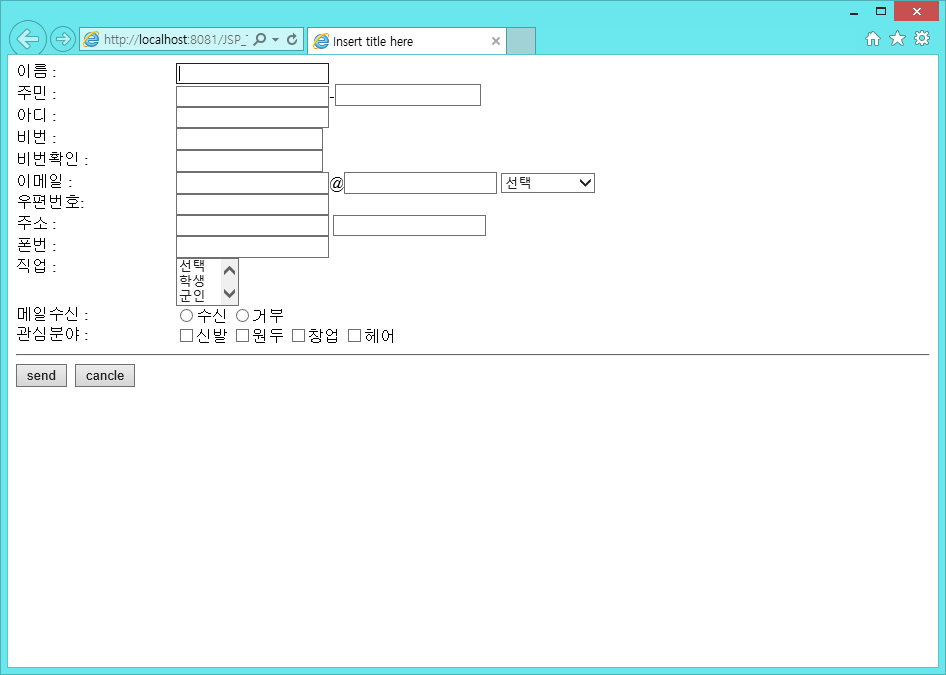 http://localhost:8081/JSP_ Insert title here
이름 :
주민 : -
아디 :
비번 :
비번확인 :
이메일 : @ 선택
우편번호:
주소 :
폰번 :
직업 : 선택
학생
군인
메일수신 : 수신 거부
관심분야 : 신발 원두 창업 헤어
send cancle